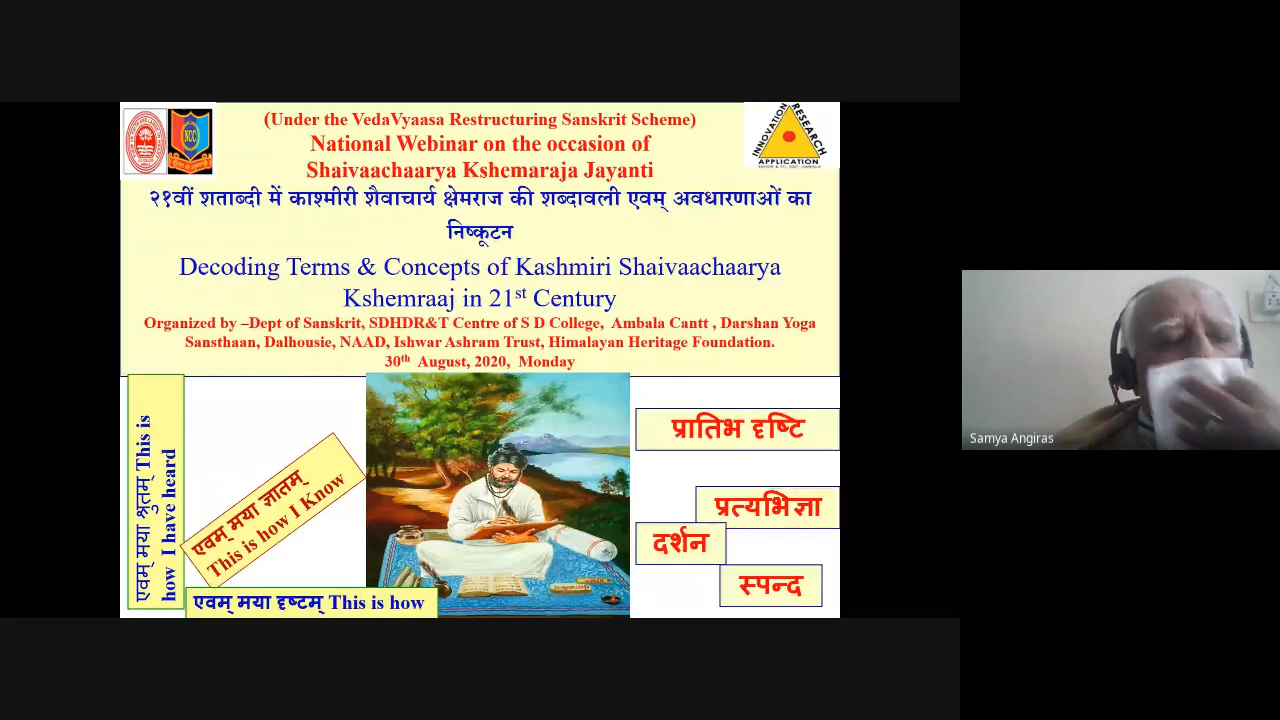 (Under the VedaVyaasa Restructuring Sanskrit Scheme)
National Webinar on the occasion of
Shaivaachaarya Kshemaraja Jayanti
२१वीं शताब्दी में काश्मीरी शैवाचार्य क्षेमराज की शब्दावली एवम् अवधारणाओं का
निष्कूटन
Decoding Terms & Concepts of Kashmiri Shaivaachaarya
Kshemraaj in 21st Century
Organized by –Dept of Sanskrit, SDHDR&T Centre of S D College, Ambala Cantt , Darshan Yoga
Sansthaan, Dalhousie, NAAD, Ishwar Ashram Trust, Himalayan Heritage Foundation.
30th August, 2020, Monday
NCC
INNOVATION
RESEARCH
APPLICATION
एवम् मया श्रुतम् This is
how I have heard
एवम् मया ज्ञातम्
This is how I Know
एवम् मया दृष्टम् This is how
प्रातिभ दृष्टि
प्रत्यभिज्ञा
दर्शन
स्पन्द
Samya Angiras